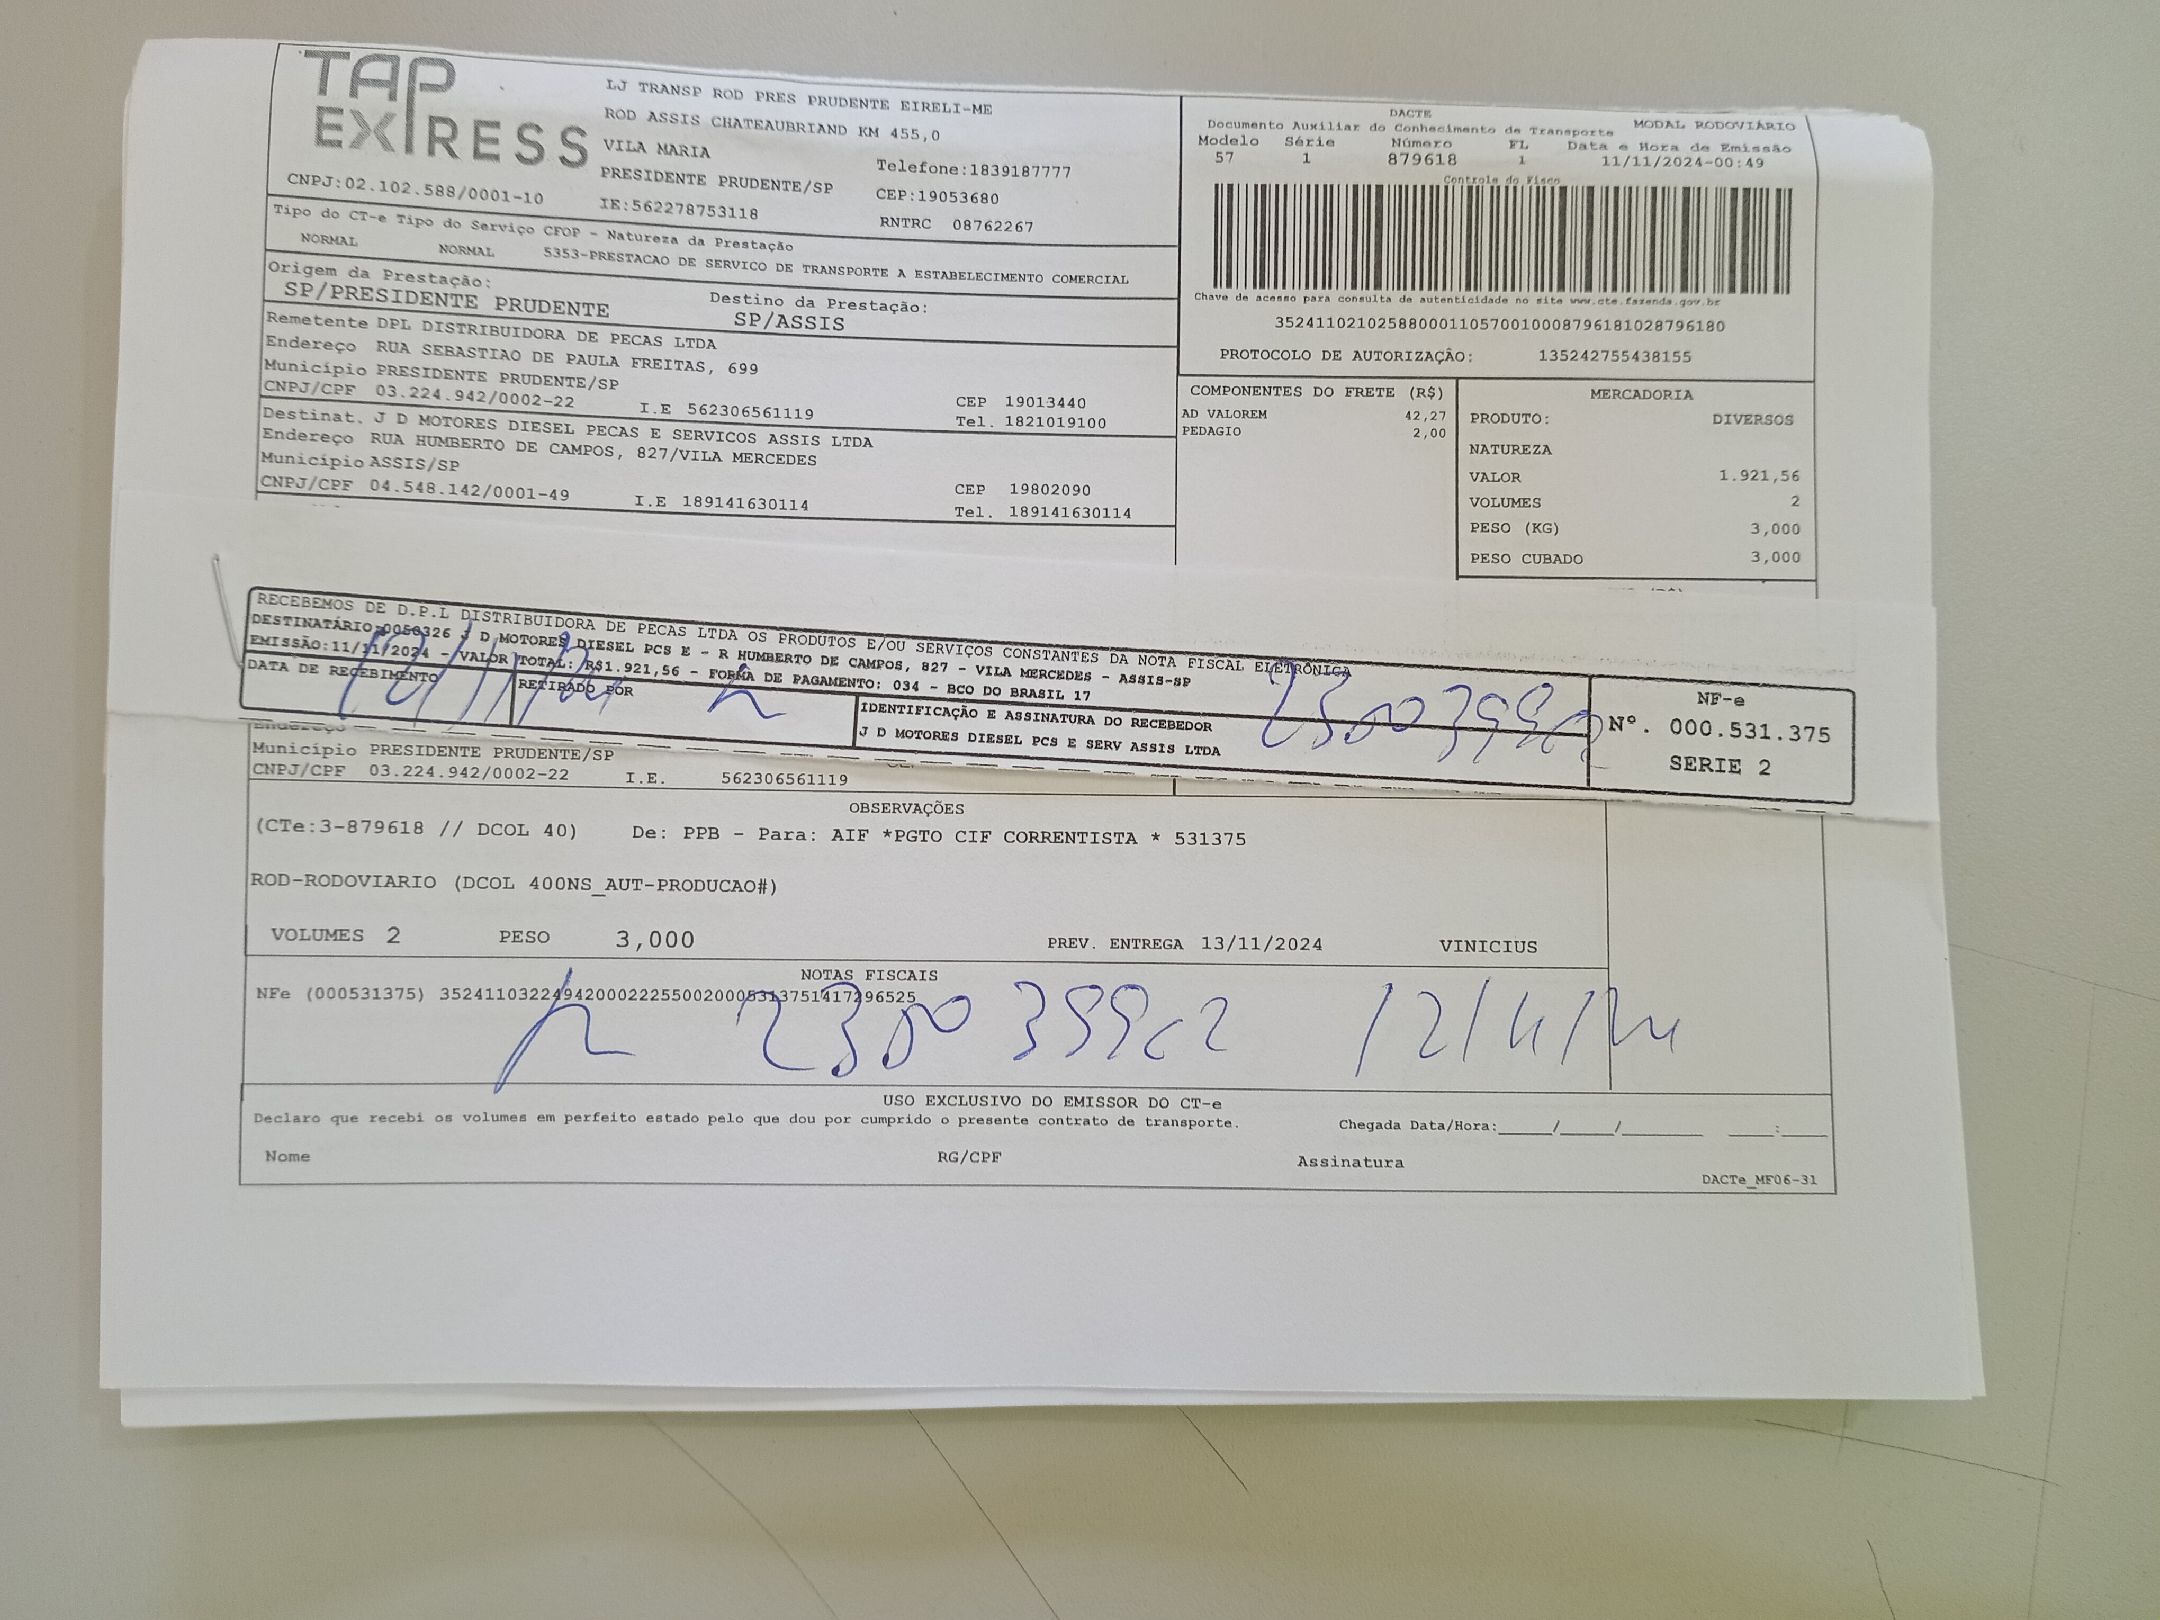 TAP EXPRESS
LJ TRANSP ROD PRES PRUDENTE EIRELI-ME
ROD ASSIS CHATEAUBRIAND KM 455,0
VILA MARIA
Telefone:1839187777
PRESIDENTE PRUDENTE/SP
CEP:19053680
CNPJ:02.102.588/0001-10
IE:562278753118
RNTRC 08762267
Tipo do CT-e Tipo do Serviço CFOP - Natureza da Prestação
NORMAL NORMAL 5353-PRESTACAO DE SERVICO DE TRANSPORTE A ESTABELECIMENTO COMERCIAL
Origem da Prestação: Destino da Prestação:
SP/PRESIDENTE PRUDENTE SP/ASSIS
Remetente DPL DISTRIBUIDORA DE PECAS LTDA
Endereço RUA SEBASTIAO DE PAULA FREITAS, 699
Município PRESIDENTE PRUDENTE/SP CEP 19013440
CNPJ/CPF 03.224.942/0002-22 I.E 562306561119 Tel. 1821019100
Destinat. J D MOTORES DIESEL PECAS E SERVICOS ASSIS LTDA
Endereço RUA HUMBERTO DE CAMPOS, 827/VILA MERCEDES
Município ASSIS/SP CEP 19802090
CNPJ/CPF 04.548.142/0001-49 I.E 189141630114 Tel. 189141630114
DACTE
Documento Auxiliar do Conhecimento de Transporte MODAL RODOVIÁRIO
Modelo Série Número FL Data e Hora de Emissão
57 1 879618 1 11/11/2024-00:49
Controle do Fisco
Chave de acesso para consulta de autenticidade no site www.cte.fazenda.gov.br
35241102102588000110570010008796181028796180
PROTOCOLO DE AUTORIZAÇÃO: 135242755438155
COMPONENTES DO FRETE (R$)
AD VALOREM 42,27
PEDAGIO 2,00
MERCADORIA
PRODUTO: DIVERSOS
NATUREZA
VALOR 1.921,56
VOLUMES 2
PESO (KG) 3,000
PESO CUBADO 3,000
RECEBEMOS DE D.P.L DISTRIBUIDORA DE PECAS LTDA OS PRODUTOS E/OU SERVIÇOS CONSTANTES DA NOTA FISCAL ELETRÔNICA
DESTINATÁRIO:0050326 J D MOTORES DIESEL PCS E - R HUMBERTO DE CAMPOS, 827 - VILA MERCEDES - ASSIS-SP
EMISSÃO:11/11/2024 - VALOR TOTAL: R$1.921,56 - FORMA DE PAGAMENTO: 034 - BCO DO BRASIL 17
DATA DE RECEBIMENTO
RETIRADO POR
IDENTIFICAÇÃO E ASSINATURA DO RECEBEDOR
J D MOTORES DIESEL PCS E SERV ASSIS LTDA
NF-e
Nº. 000.531.375
SERIE 2
Endereço
Município PRESIDENTE PRUDENTE/SP
CNPJ/CPF 03.224.942/0002-22 I.E. 562306561119
OBSERVAÇÕES
(CTe:3-879618 // DCOL 40) De: PPB - Para: AIF *PGTO CIF CORRENTISTA * 531375
ROD-RODOVIARIO (DCOL 400NS_AUT-PRODUCAO#)
VOLUMES 2 PESO 3,000 PREV. ENTREGA 13/11/2024 VINICIUS
NOTAS FISCAIS
NFe (000531375) 35241103224942000222550020005313751417296525
12/11/24
USO EXCLUSIVO DO EMISSOR DO CT-e
Declaro que recebi os volumes em perfeito estado pelo que dou por cumprido o presente contrato de transporte. Chegada Data/Hora:____/____/______ ___:___
Nome RG/CPF Assinatura
DACTe_MF06-31